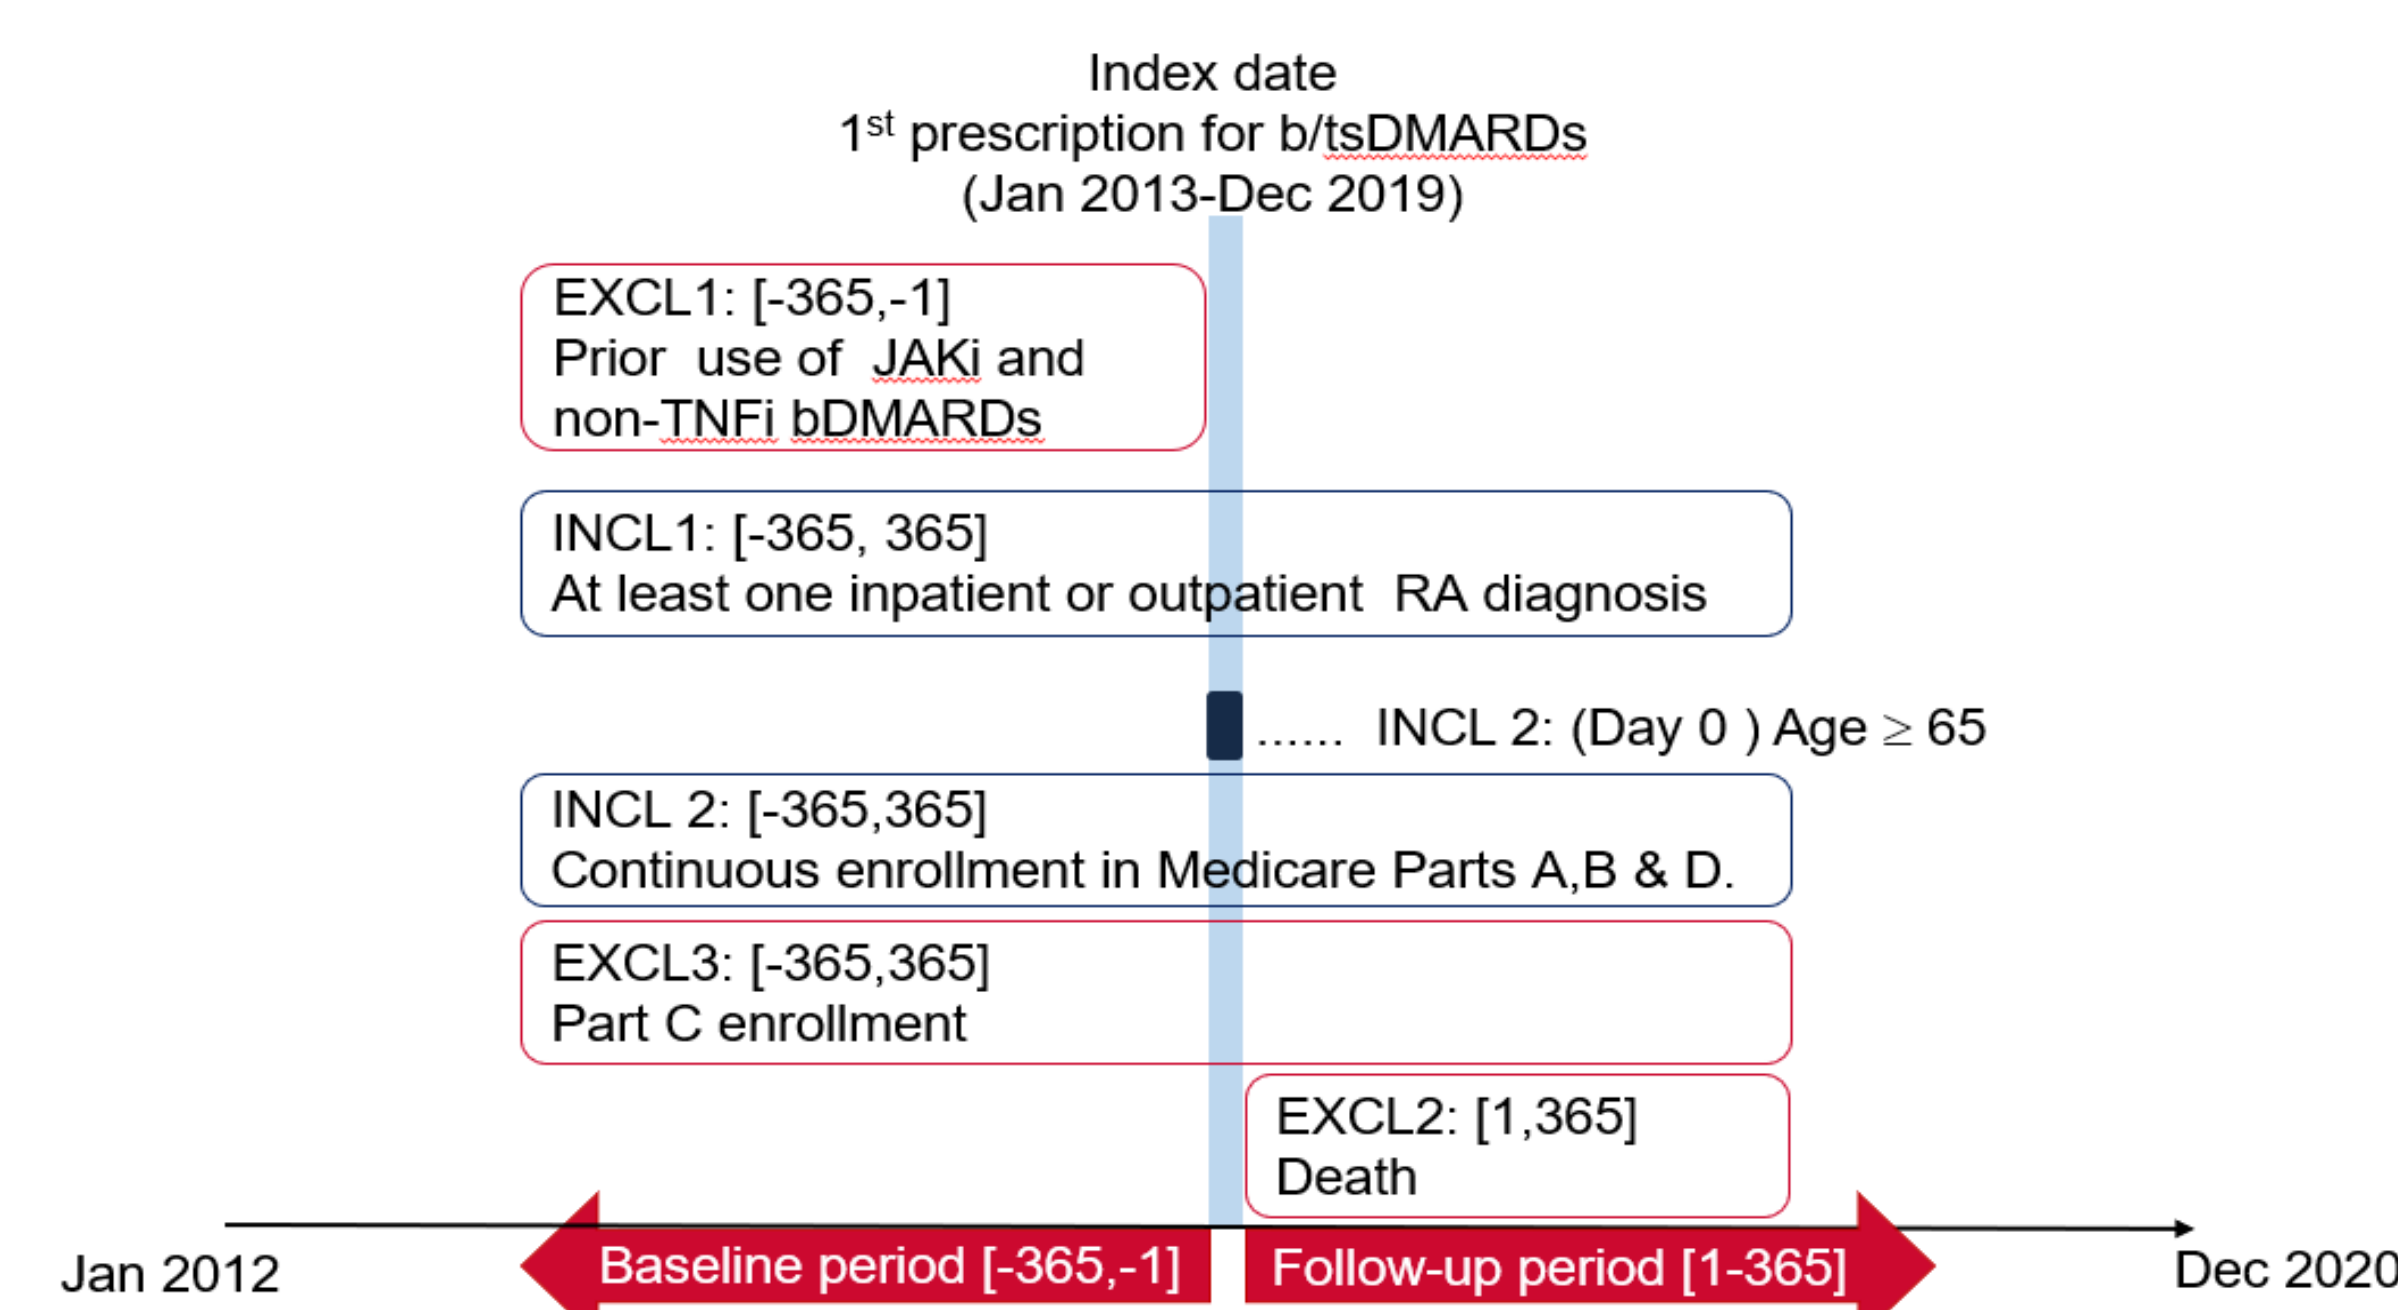 Index date
1st prescription for b/tsDMARDs
(Jan 2013-Dec 2019)
EXCL1: [-365,-1]
Prior use of JAKi and
non-TNFi bDMARDs
INCL1: [-365, 365]
At least one inpatient or outpatient RA diagnosis
...... INCL 2: (Day 0 ) Age ≥ 65
INCL 2: [-365,365]
Continuous enrollment in Medicare Parts A,B & D.
EXCL3: [-365,365]
Part C enrollment
EXCL2: [1,365]
Death
Jan 2012
Baseline period [-365,-1]
Follow-up period [1-365]
Dec 2020